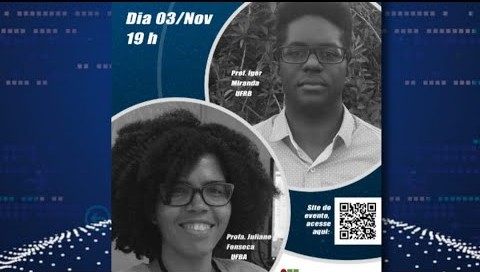 Dia 03/Nov
19 h
Prof. Igor
Miranda
UFRB
Site do
evento,
acesse
aqui:
Profa. Juliane
Fonseca
UFBA